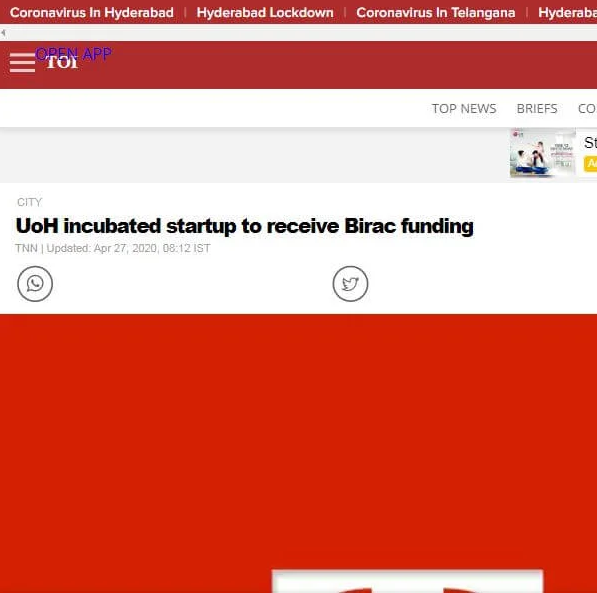 Coronavirus In Hyderabad | Hyderabad Lockdown | Coronavirus In Telangana | Hyderaba
OPEN APP
TOI
TOP NEWS BRIEFS CO
St
CITY
UoH incubated startup to receive Birac funding
TNN | Updated: Apr 27, 2020, 08:12 IST